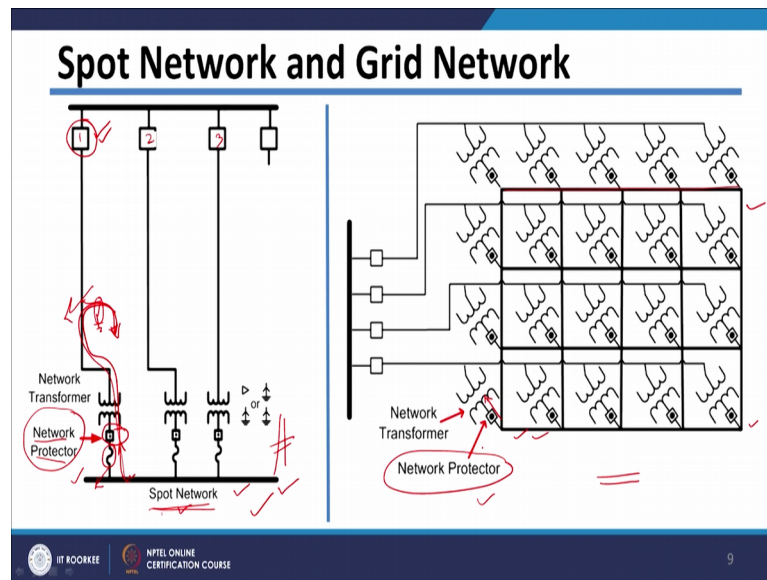 Spot Network and Grid Network
1
2
3
Network
Transformer
Network
Protector
or
Spot Network
Network
Transformer
Network Protector
IIT ROORKEE
NPTEL ONLINE
CERTIFICATION COURSE
9